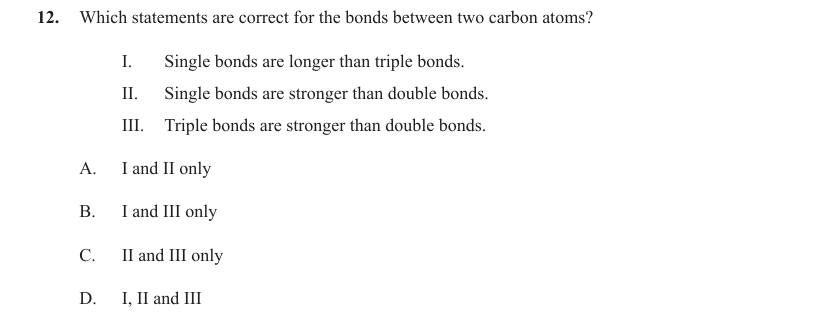 12. Which statements are correct for the bonds between two carbon atoms?
I. Single bonds are longer than triple bonds.
II. Single bonds are stronger than double bonds.
III. Triple bonds are stronger than double bonds.
A. I and II only
B. I and III only
C. II and III only
D. I, II and III